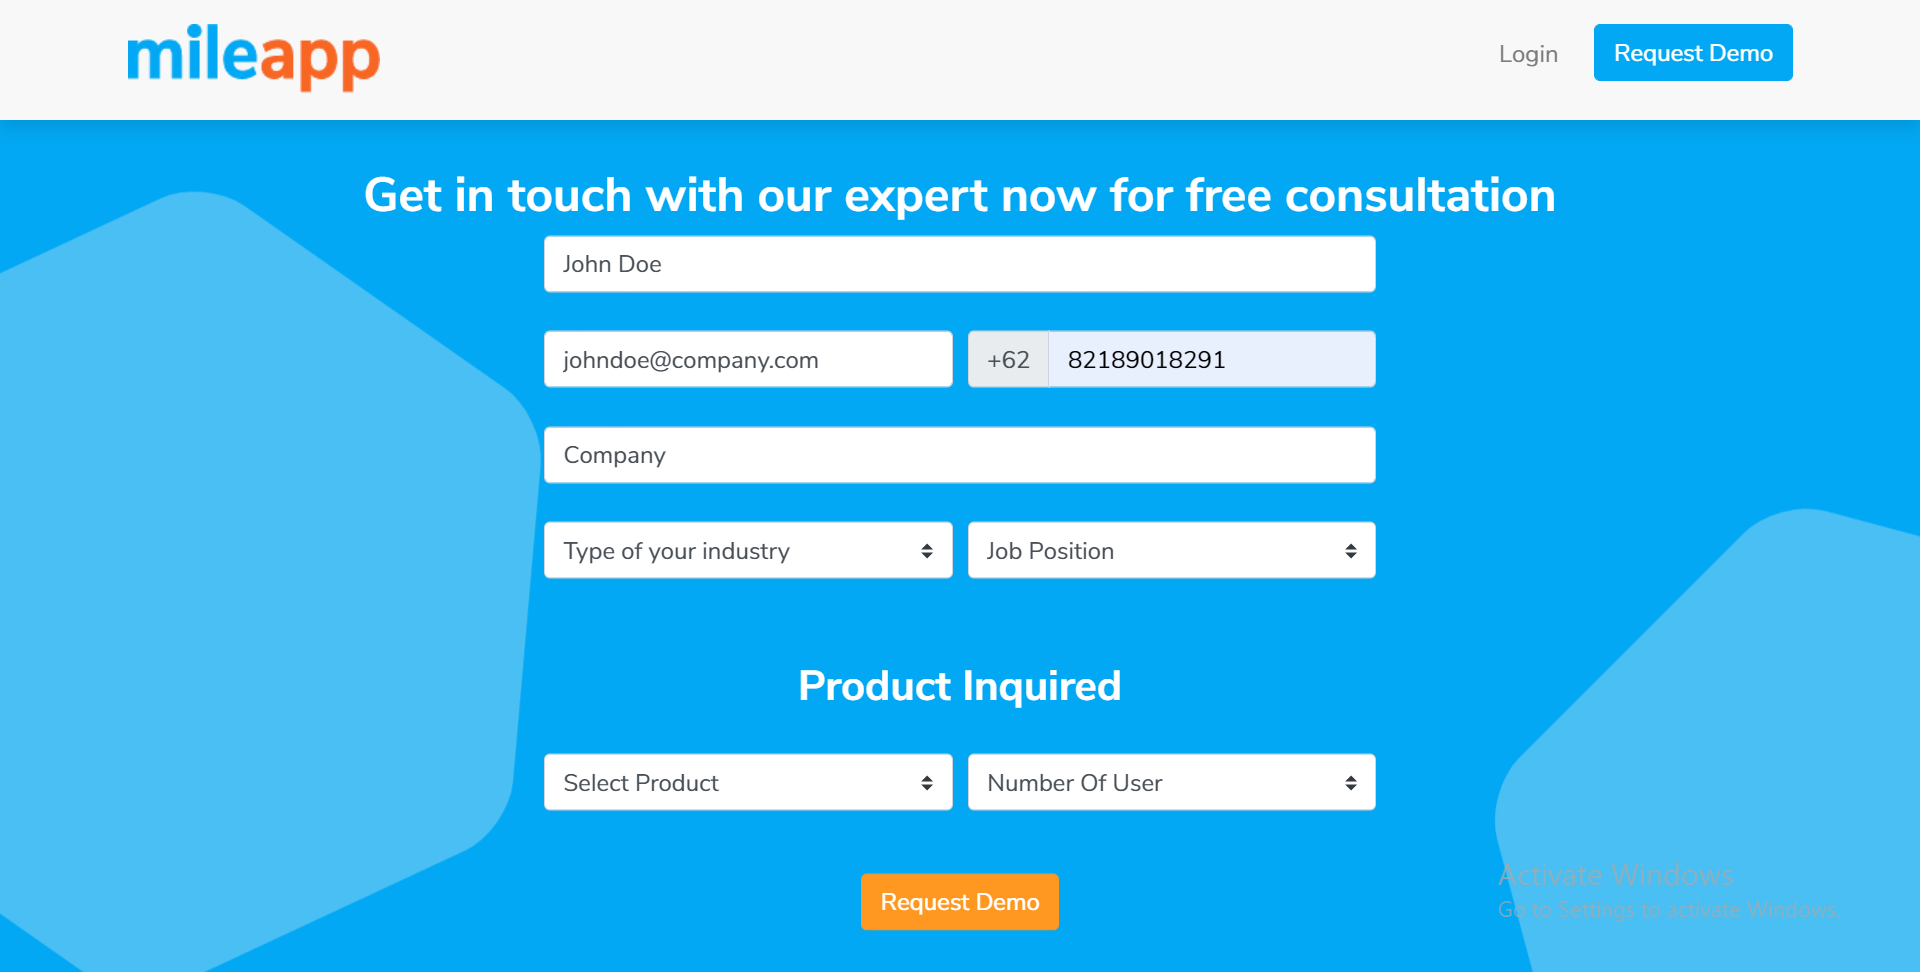 mileapp
Login
Request Demo
Get in touch with our expert now for free consultation
John Doe
johndoe@company.com
+62
82189018291
Company
Type of your industry
Job Position
Product Inquired
Select Product
Number Of User
Request Demo
Activate Windows
Go to Settings to activate Windows.